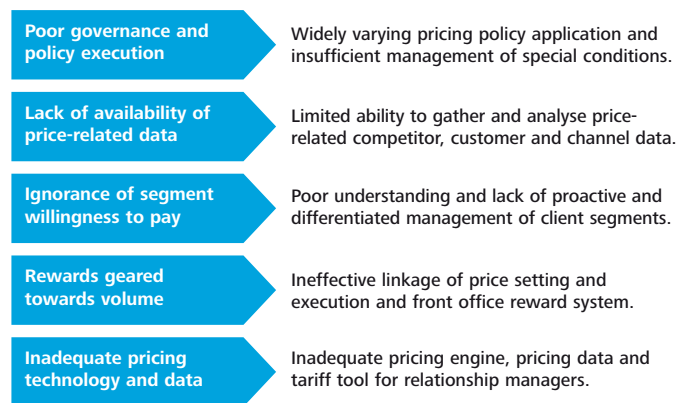 Poor governance and
policy execution
Widely varying pricing policy application and
insufficient management of special conditions.
Lack of availability of
price-related data
Limited ability to gather and analyse price-
related competitor, customer and channel data.
Ignorance of segment
willingness to pay
Poor understanding and lack of proactive and
differentiated management of client segments.
Rewards geared
towards volume
Ineffective linkage of price setting and
execution and front office reward system.
Inadequate pricing
technology and data
Inadequate pricing engine, pricing data and
tariff tool for relationship managers.